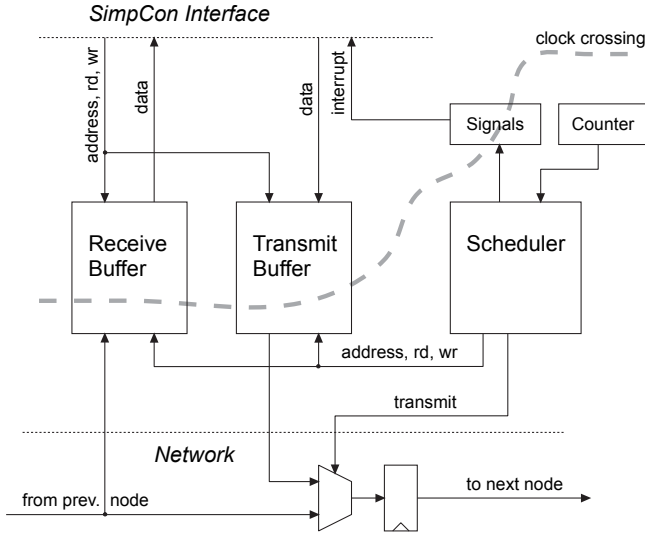 SimpCon Interface
clock crossing
address, rd, wr
data
data
interrupt
Signals
Counter
Receive
Buffer
Transmit
Buffer
Scheduler
address, rd, wr
transmit
Network
from prev. node
to next node